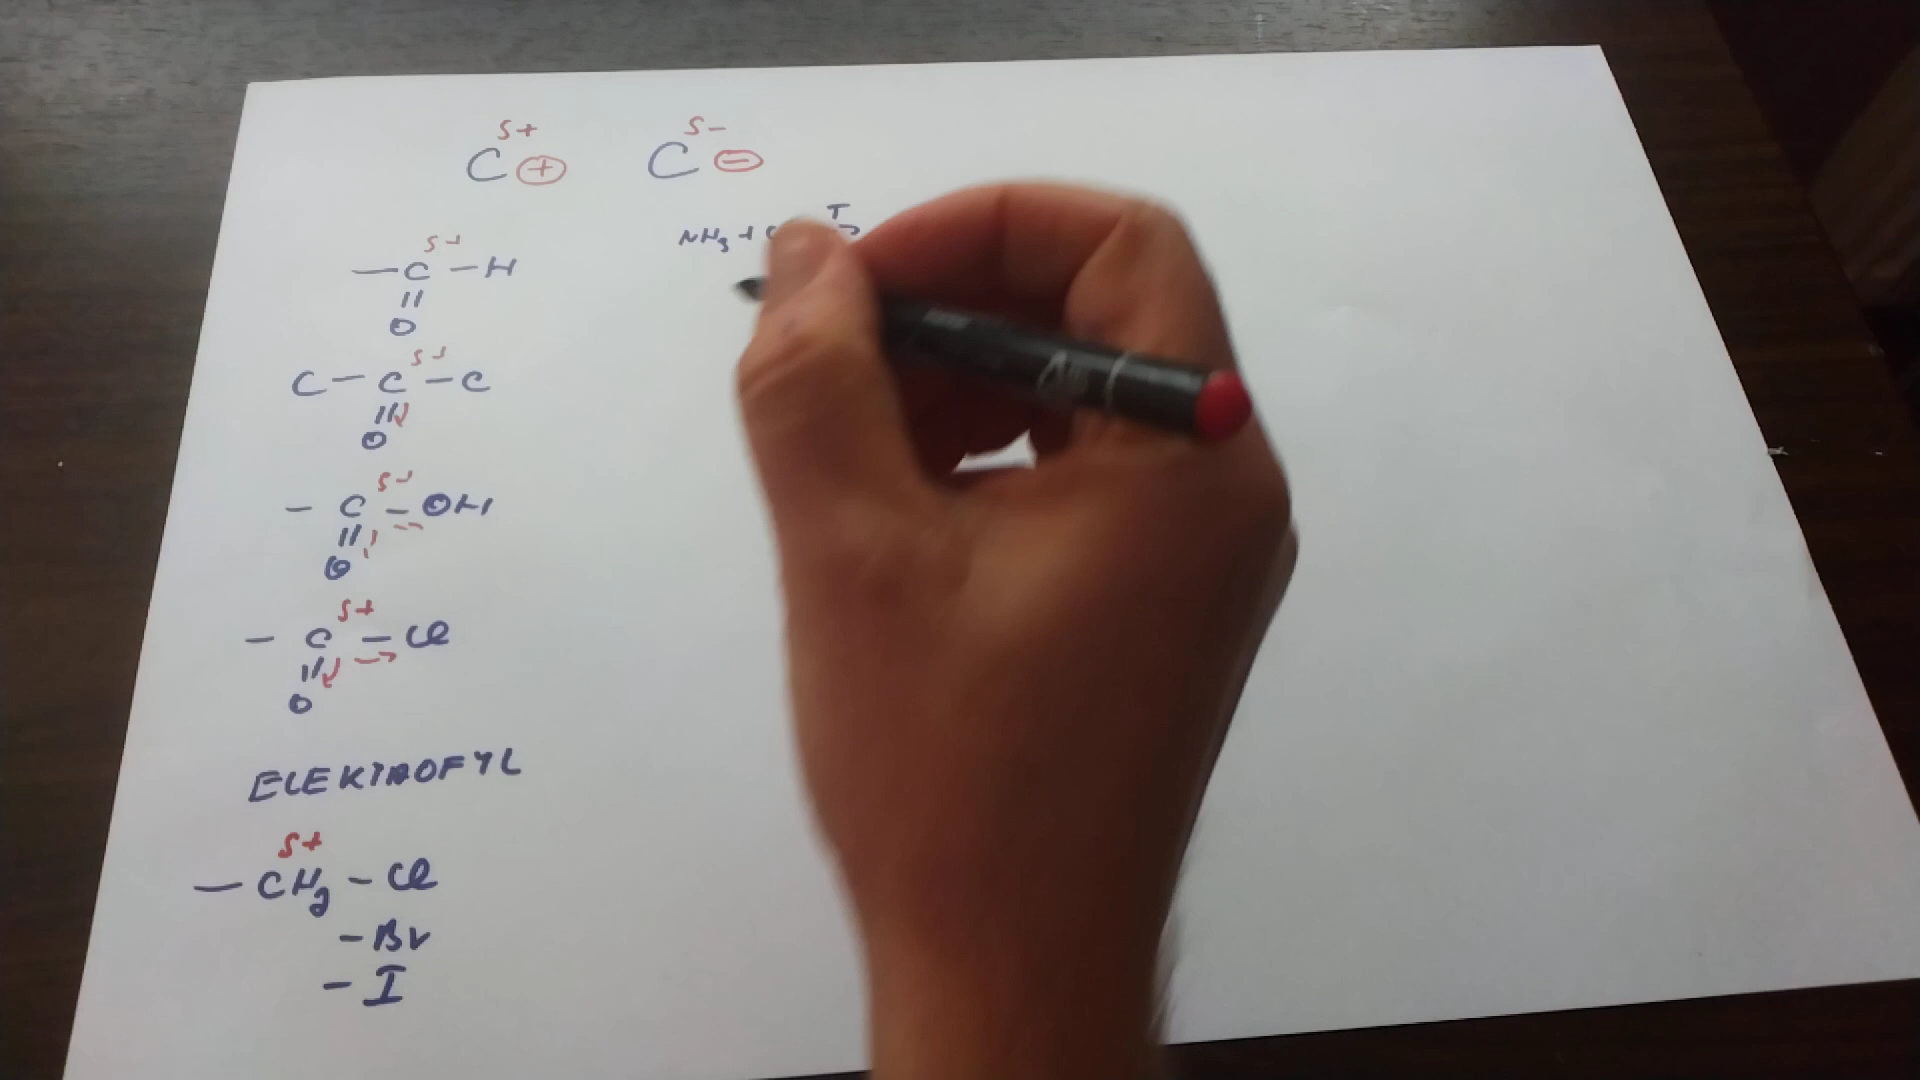 δ+ δ-
C ⊕ C ⊖
T
NH3 +
δ+
— C — H
||
O
δ+
C — C — C
||
O
δ+
— C — OH
||
O
δ+
— C — Cl
||
O
ELEKTROFYL
δ+
— CH2 — Cl
- Br
- I